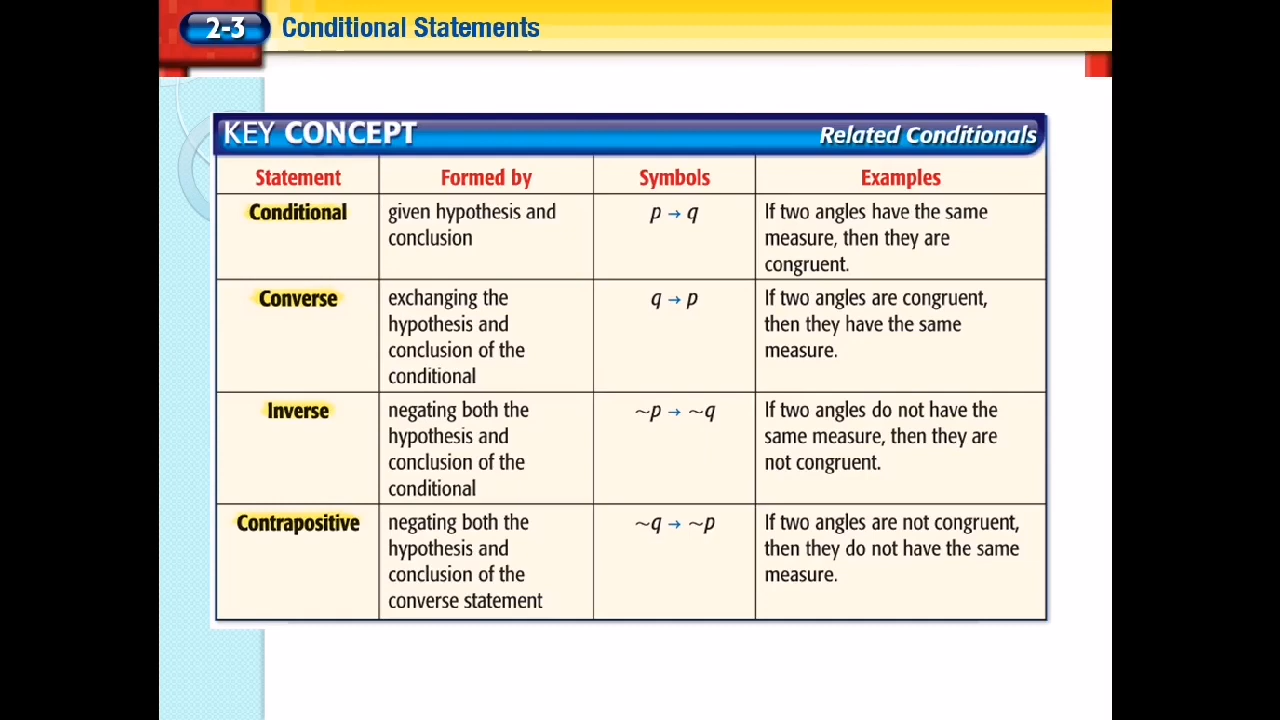 2-3 Conditional Statements
KEY CONCEPT
Related Conditionals
Statement
Formed by
Symbols
Examples
Conditional
given hypothesis and
conclusion
p → q
If two angles have the same
measure, then they are
congruent.
Converse
exchanging the
hypothesis and
conclusion of the
conditional
q → p
If two angles are congruent,
then they have the same
measure.
Inverse
negating both the
hypothesis and
conclusion of the
conditional
~p → ~q
If two angles do not have the
same measure, then they are
not congruent.
Contrapositive
negating both the
hypothesis and
conclusion of the
converse statement
~q → ~p
If two angles are not congruent,
then they do not have the same
measure.